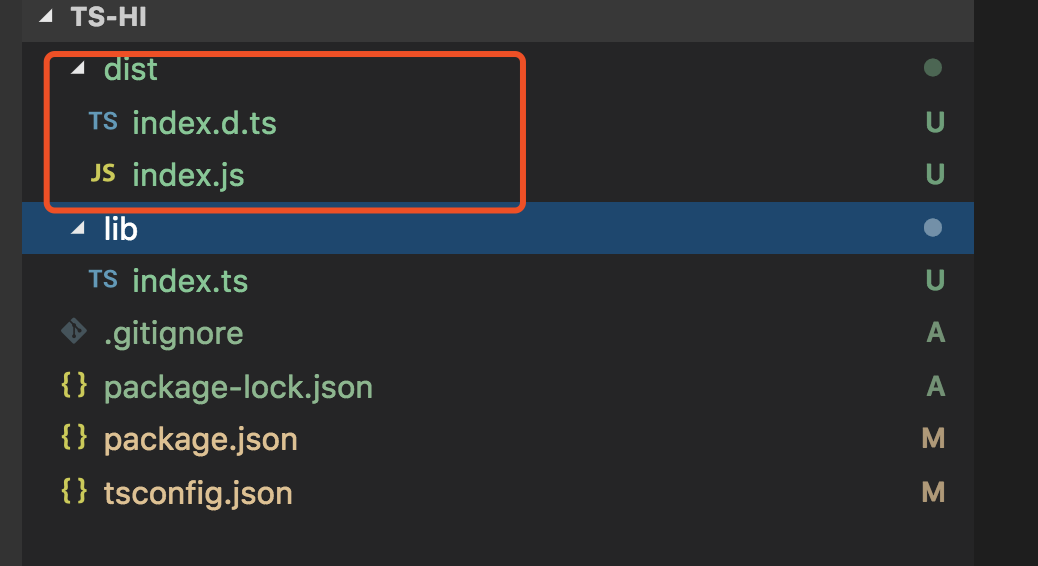 TS-HI
dist
TS index.d.ts U
JS index.js U
lib
TS index.ts U
.gitignore A
{} package-lock.json A
{} package.json M
{} tsconfig.json M